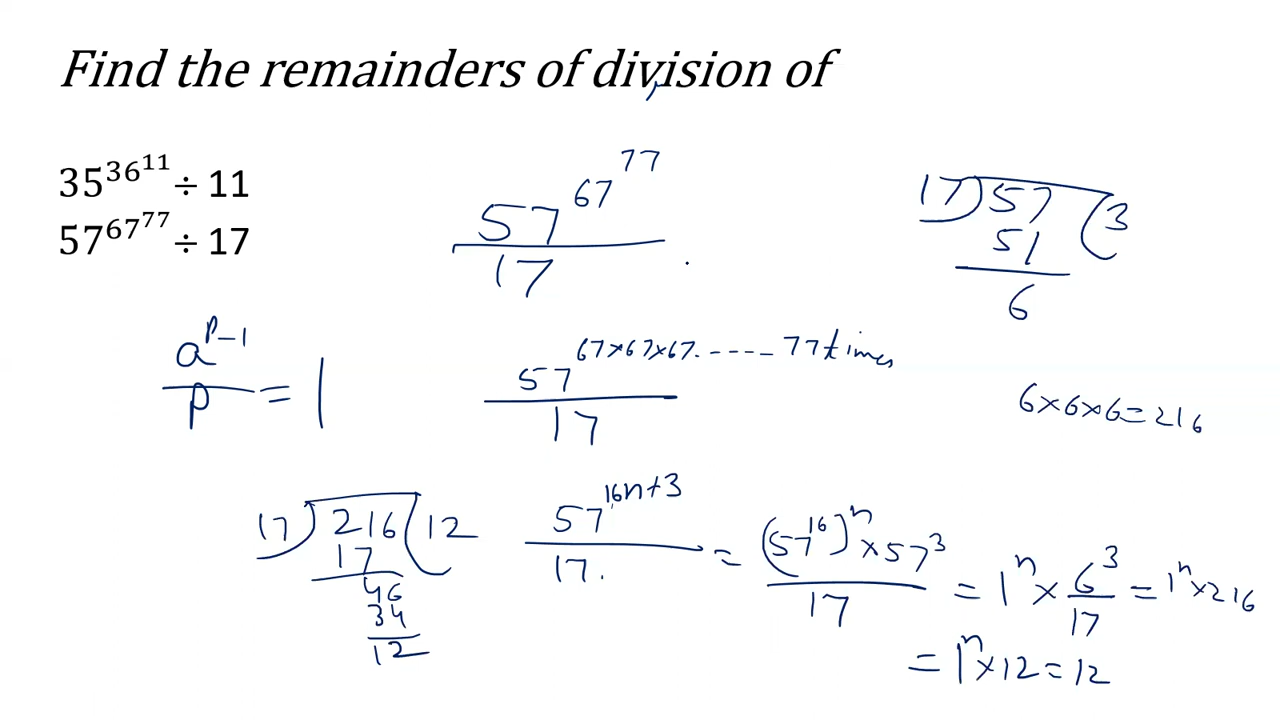 Find the remainders of division of
35^36^11 ÷ 11
57^67^77 ÷ 17
57^67^77
17
17)57(3
51
6
a^p-1
p
= 1
57^67×67×67.----- 77times
17
6×6×6=216
17)216(12
17
46
34
12
57^16n+3
17.
= (57^16)^n × 57^3
17
= 1^n × 6^3
17
= 1^n × 216
= 1^n × 12 = 12